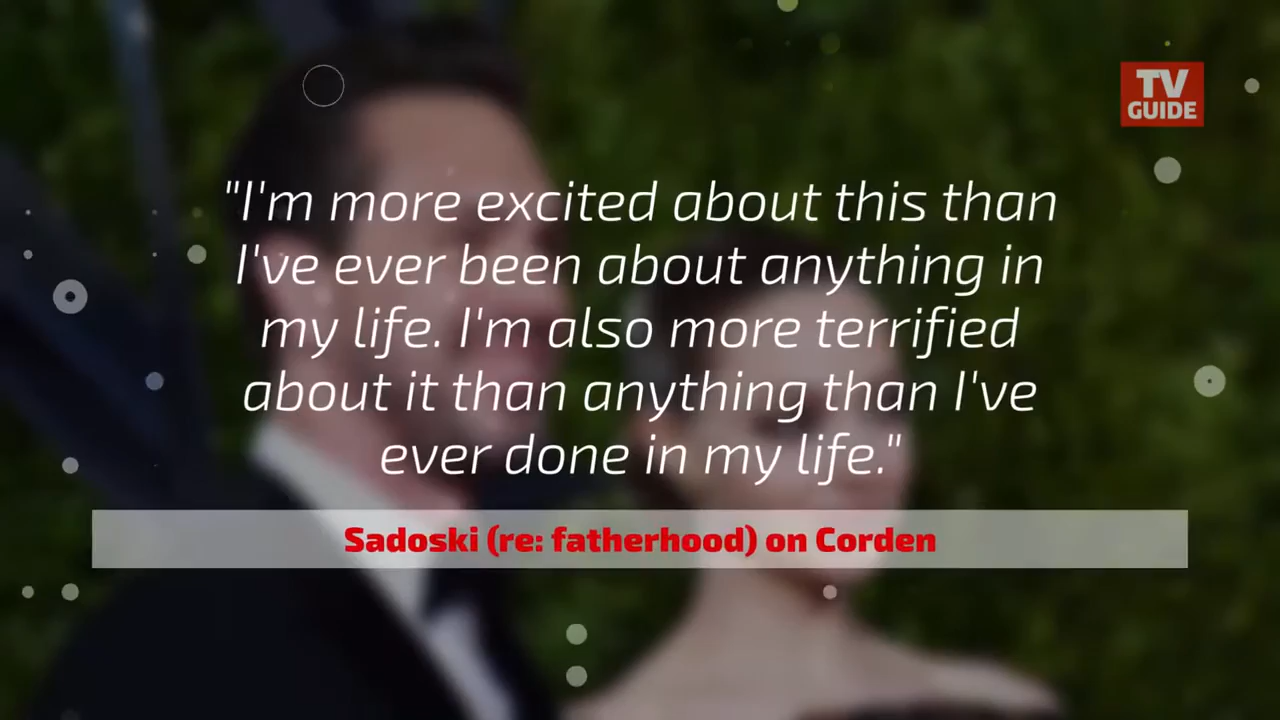 TV
GUIDE
"I'm more excited about this than
I've ever been about anything in
my life. I'm also more terrified
about it than anything than I've
ever done in my life."
Sadoski (re: fatherhood) on Corden